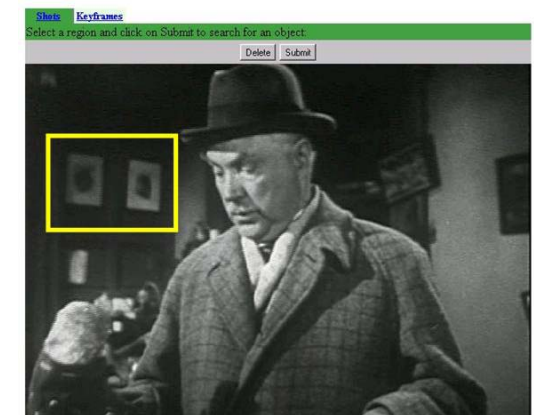 Shots Keyframes
Select a region and click on Submit to search for an object.
Delete Submit